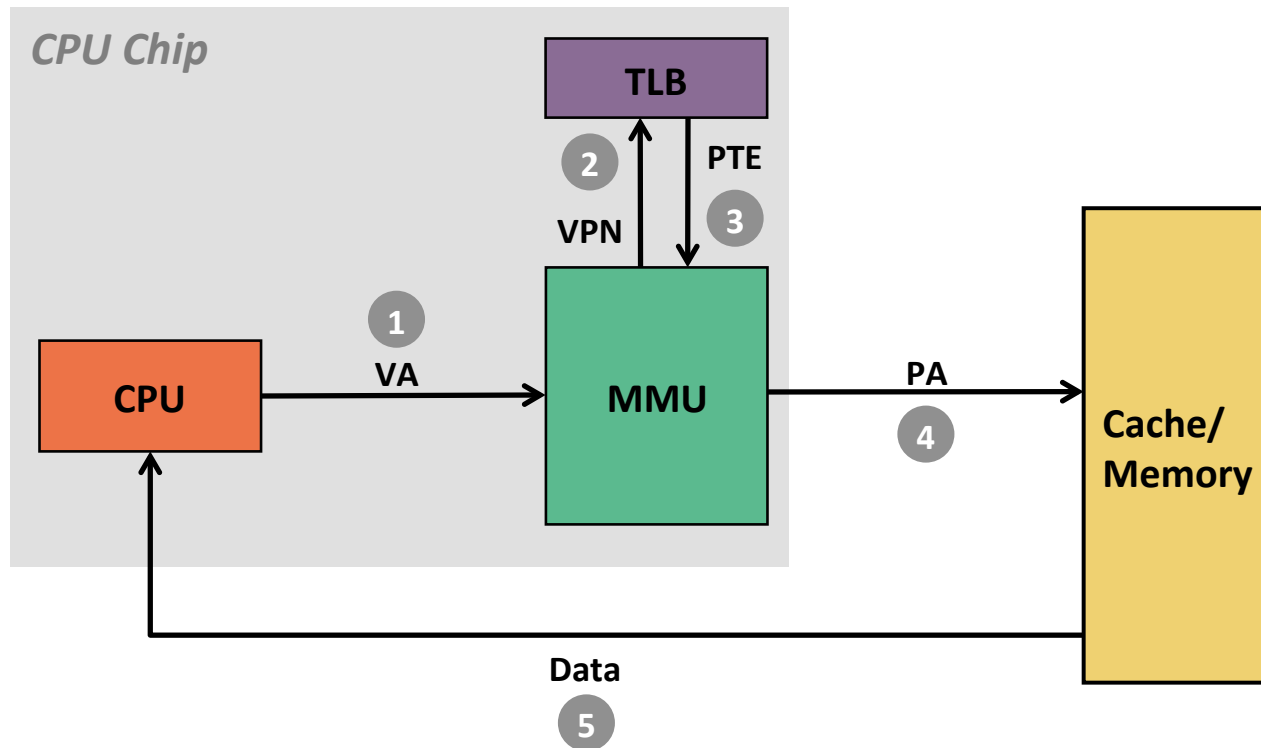 CPU Chip
TLB
2
PTE
VPN
3
1
VA
CPU
MMU
PA
4
Cache/
Memory
Data
5